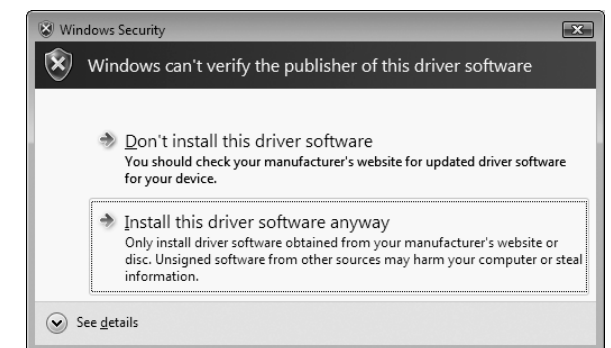 Windows Security
Windows can't verify the publisher of this driver software
Don't install this driver software
You should check your manufacturer's website for updated driver software
for your device.
Install this driver software anyway
Only install driver software obtained from your manufacturer's website or
disc. Unsigned software from other sources may harm your computer or steal
information.
See details